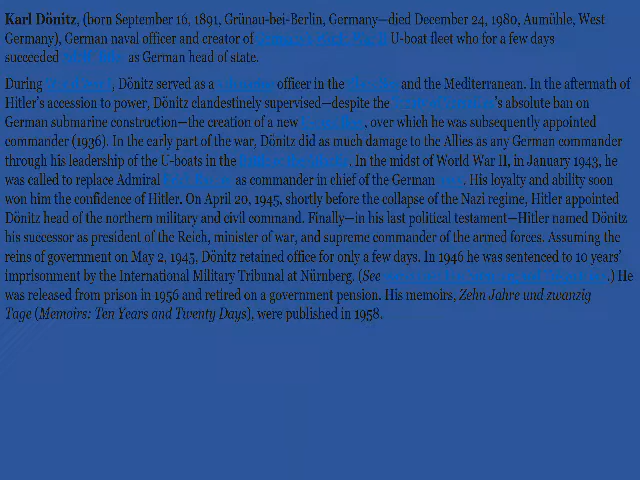 Karl Dönitz, (born September 16, 1891, Grünau-bei-Berlin, Germany—died December 24, 1980, Aumühle, West
Germany), German naval officer and creator of U-boat fleet who for a few days
succeeded as German head of state.
During , Dönitz served as a officer in the and the Mediterranean. In the aftermath of
Hitler's accession to power, Dönitz clandestinely supervised—despite the 's absolute ban on
German submarine construction—the creation of a new , over which he was subsequently appointed
commander (1936). In the early part of the war, Dönitz did as much damage to the Allies as any German commander
through his leadership of the U-boats in the . In the midst of World War II, in January 1943, he
was called to replace Admiral as commander in chief of the German . His loyalty and ability soon
won him the confidence of Hitler. On April 20, 1945, shortly before the collapse of the Nazi regime, Hitler appointed
Dönitz head of the northern military and civil command. Finally—in his last political testament—Hitler named Dönitz
his successor as president of the Reich, minister of war, and supreme commander of the armed forces. Assuming the
reins of government on May 2, 1945, Dönitz retained office for only a few days. In 1946 he was sentenced to 10 years'
imprisonment by the International Military Tribunal at Nürnberg. (See .) He
was released from prison in 1956 and retired on a government pension. His memoirs, Zehn Jahre und zwanzig
Tage (Memoirs: Ten Years and Twenty Days), were published in 1958.